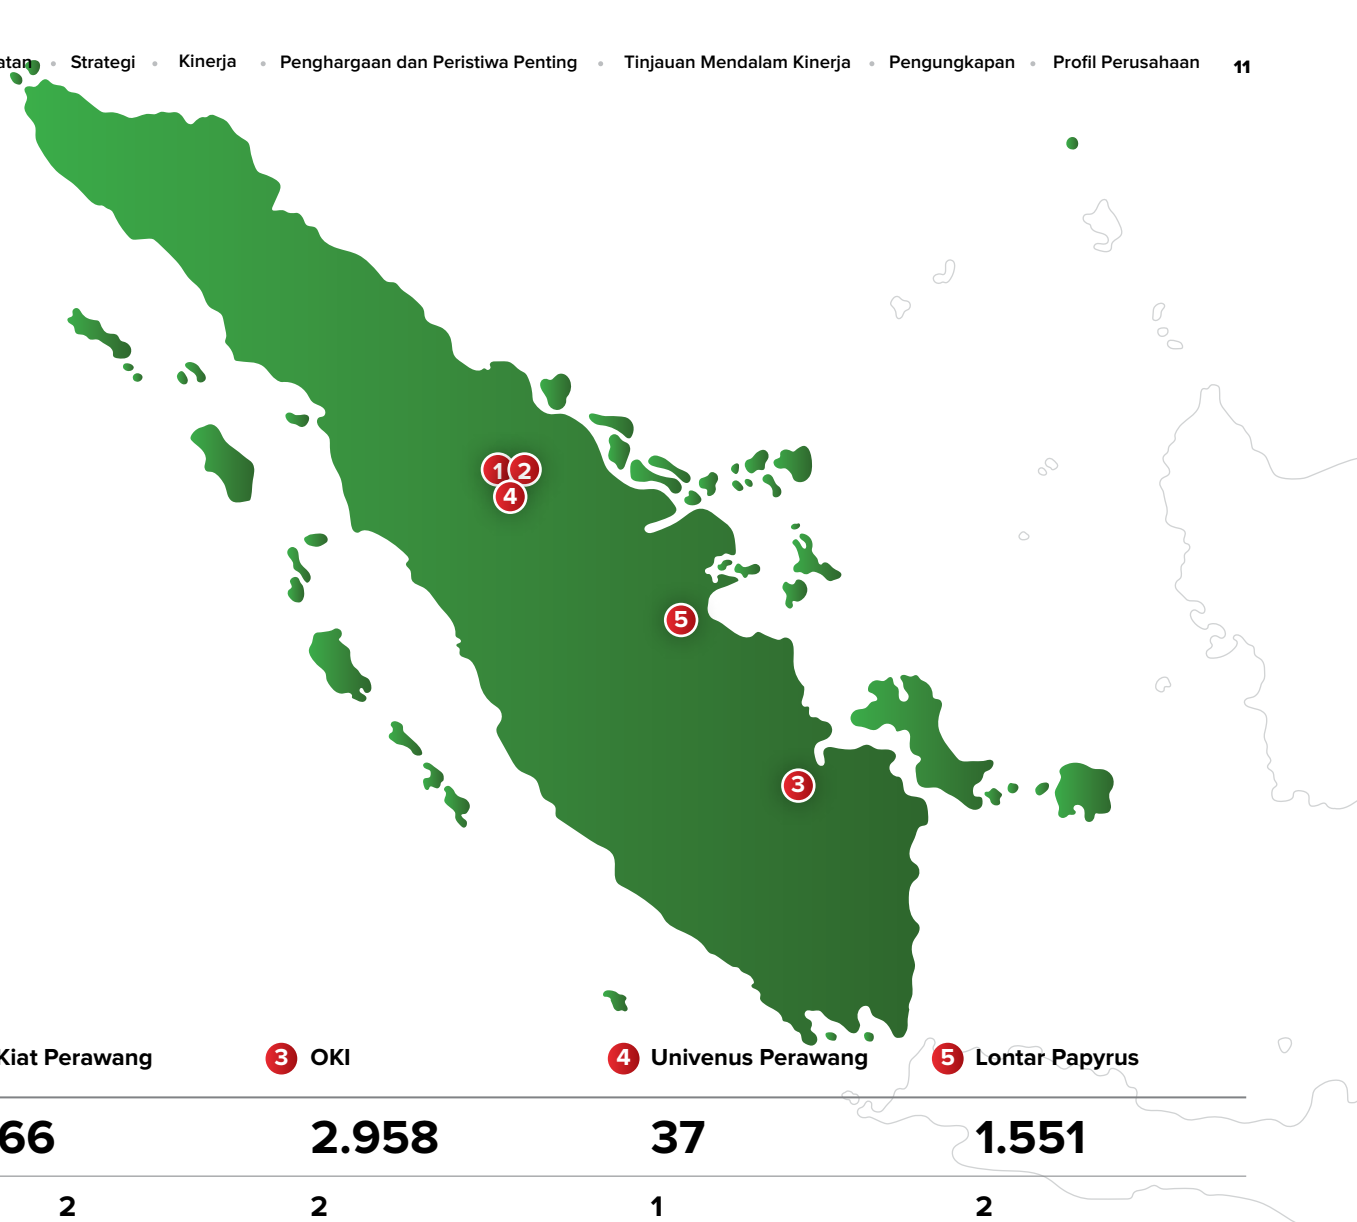 Strategi • Kinerja • Penghargaan dan Peristiwa Penting • Tinjauan Mendalam Kinerja • Pengungkapan • Profil Perusahaan 11
1 2
4
5
3
Kiat Perawang 3 OKI 4 Univenus Perawang 5 Lontar Papyrus
66 2.958 37 1.551
2 2 1 2